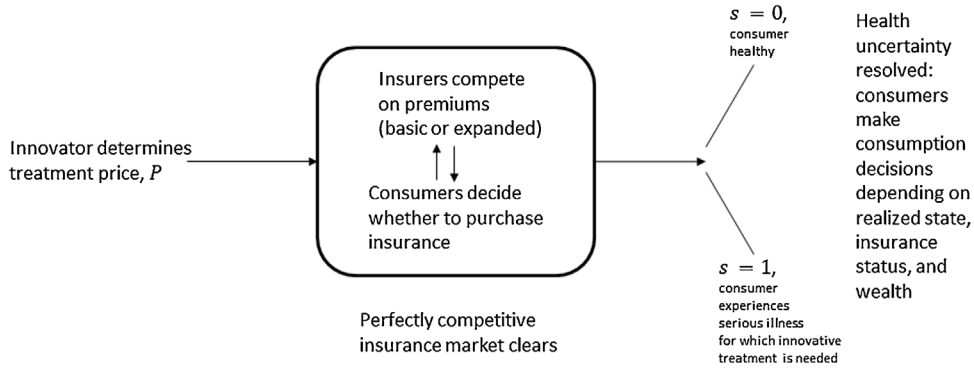 Innovator determines
treatment price, P
Insurers compete
on premiums
(basic or expanded)
Consumers decide
whether to purchase
insurance
Perfectly competitive
insurance market clears
s = 0,
consumer
healthy
s = 1,
consumer
experiences
serious illness
for which innovative
treatment is needed
Health
uncertainty
resolved:
consumers
make
consumption
decisions
depending on
realized state,
insurance
status, and
wealth